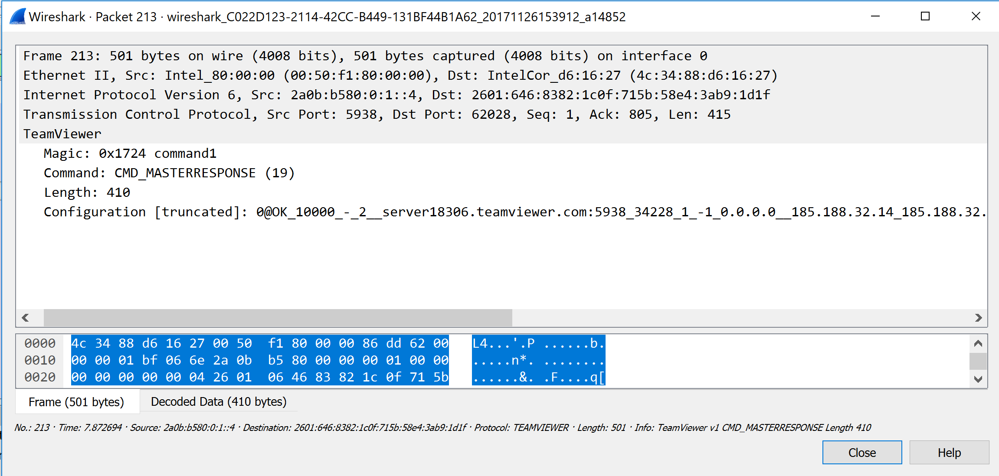 Wireshark · Packet 213 · wireshark_C022D123-2114-42CC-B449-131BF44B1A62_20171126153912_a14852
Frame 213: 501 bytes on wire (4008 bits), 501 bytes captured (4008 bits) on interface 0
Ethernet II, Src: Intel_80:00:00 (00:50:f1:80:00:00), Dst: IntelCor_d6:16:27 (4c:34:88:d6:16:27)
Internet Protocol Version 6, Src: 2a0b:b580:0:1::4, Dst: 2601:646:8382:1c0f:715b:58e4:3ab9:1d1f
Transmission Control Protocol, Src Port: 5938, Dst Port: 62028, Seq: 1, Ack: 805, Len: 415
TeamViewer
Magic: 0x1724 command1
Command: CMD_MASTERRESPONSE (19)
Length: 410
Configuration [truncated]: 0@OK_10000_-_2__server18306.teamviewer.com:5938_34228_1_-1_0.0.0.0__185.188.32.14_185.188.32.
0000 4c 34 88 d6 16 27 00 50 f1 80 00 00 86 dd 62 00 L4...'.P ......b.
0010 00 00 01 bf 06 6e 2a 0b b5 80 00 00 00 01 00 00 .....n*. ........
0020 00 00 00 00 00 04 26 01 06 46 83 82 1c 0f 71 5b ......&. .F....q[
Frame (501 bytes) Decoded Data (410 bytes)
No.: 213 · Time: 7.872694 · Source: 2a0b:b580:0:1::4 · Destination: 2601:646:8382:1c0f:715b:58e4:3ab9:1d1f · Protocol: TEAMVIEWER · Length: 501 · Info: TeamViewer v1 CMD_MASTERRESPONSE Length 410
Close Help